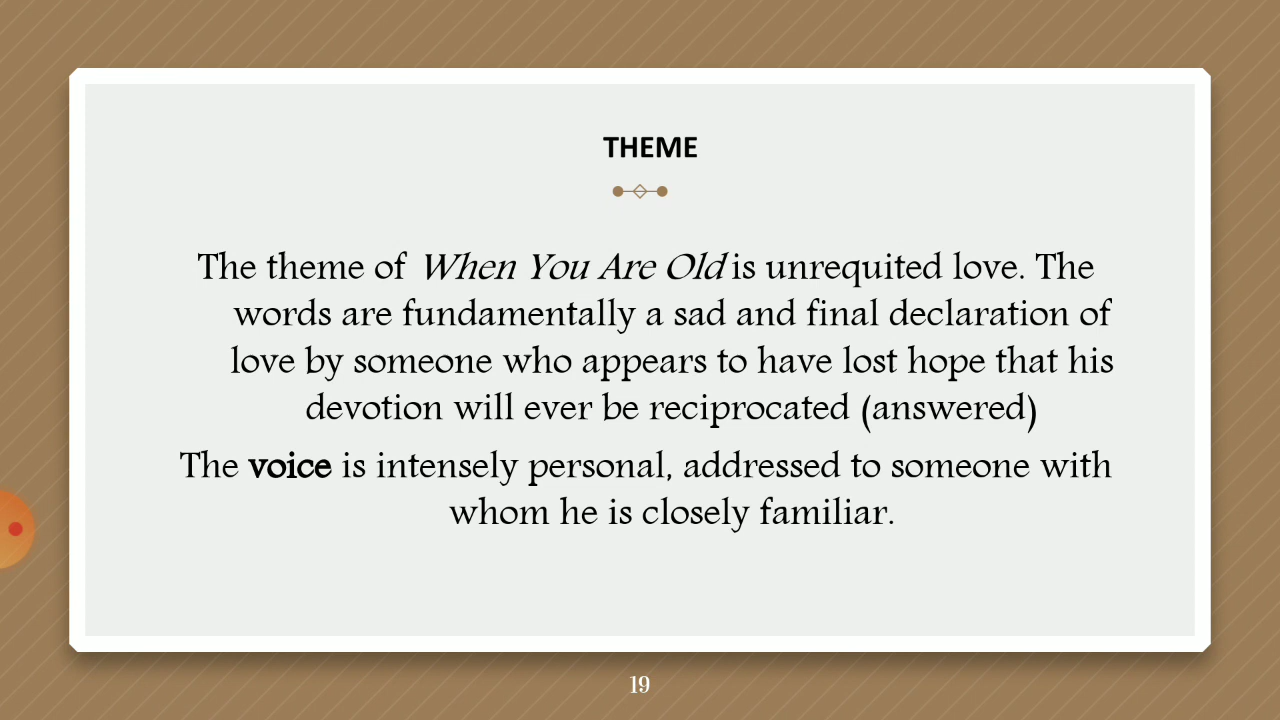 THEME
The theme of When You Are Old is unrequited love. The
words are fundamentally a sad and final declaration of
love by someone who appears to have lost hope that his
devotion will ever be reciprocated (answered)
The voice is intensely personal, addressed to someone with
whom he is closely familiar.
19